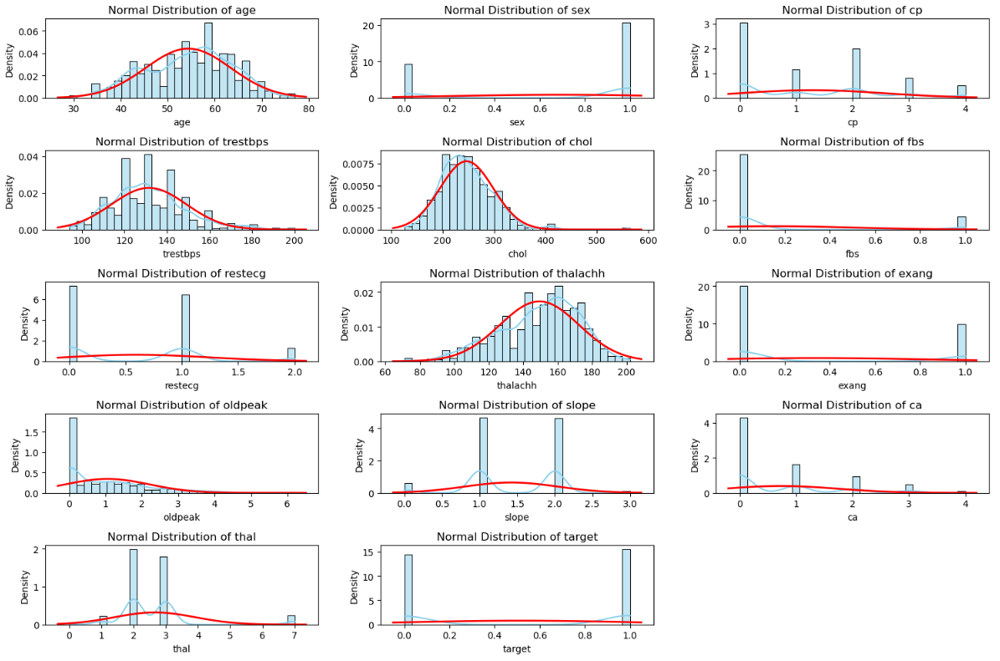 Normal Distribution of age
Density
0.06
0.04
0.02
0.00
30 40 50 60 70 80
age
Normal Distribution of sex
Density
20
10
0
0.0 0.2 0.4 0.6 0.8 1.0
sex
Normal Distribution of cp
Density
3
2
1
0
0 1 2 3 4
cp
Normal Distribution of trestbps
Density
0.04
0.02
0.00
100 120 140 160 180 200
trestbps
Normal Distribution of chol
Density
0.0075
0.0050
0.0025
0.0000
100 200 300 400 500 600
chol
Normal Distribution of fbs
Density
20
10
0
0.0 0.2 0.4 0.6 0.8 1.0
fbs
Normal Distribution of restecg
Density
6
4
2
0
0.0 0.5 1.0 1.5 2.0
restecg
Normal Distribution of thalachh
Density
0.02
0.01
0.00
60 80 100 120 140 160 180 200
thalachh
Normal Distribution of exang
Density
20
10
0
0.0 0.2 0.4 0.6 0.8 1.0
exang
Normal Distribution of oldpeak
Density
1.5
1.0
0.5
0.0
0 1 2 3 4 5 6
oldpeak
Normal Distribution of slope
Density
4
2
0
0.0 0.5 1.0 1.5 2.0 2.5 3.0
slope
Normal Distribution of ca
Density
4
2
0
0 1 2 3 4
ca
Normal Distribution of thal
Density
2
1
0
0 1 2 3 4 5 6 7
thal
Normal Distribution of target
Density
15
10
5
0
0.0 0.2 0.4 0.6 0.8 1.0
target